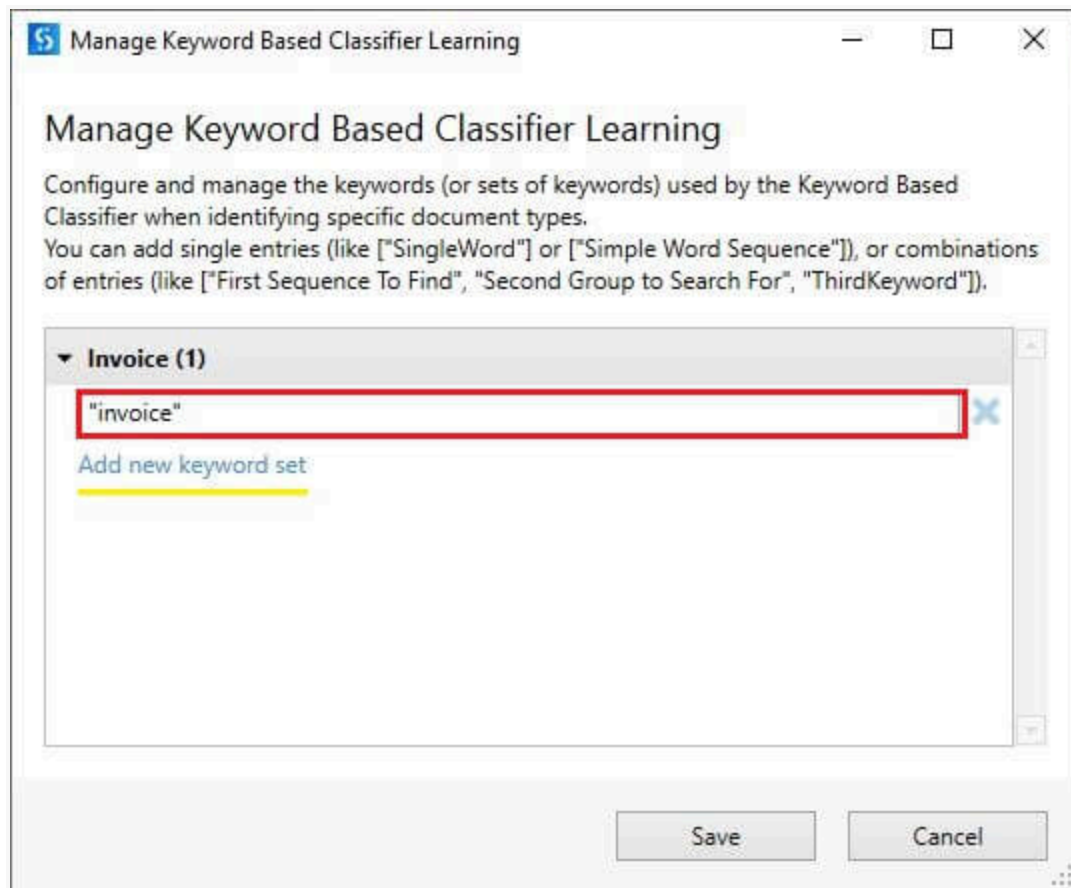 Manage Keyword Based Classifier Learning
Manage Keyword Based Classifier Learning
Configure and manage the keywords (or sets of keywords) used by the Keyword Based
Classifier when identifying specific document types.
You can add single entries (like ["SingleWord"] or ["Simple Word Sequence"]), or combinations
of entries (like ["First Sequence To Find", "Second Group to Search For", "ThirdKeyword"]).
Invoice (1)
"invoice"
Add new keyword set
Save
Cancel